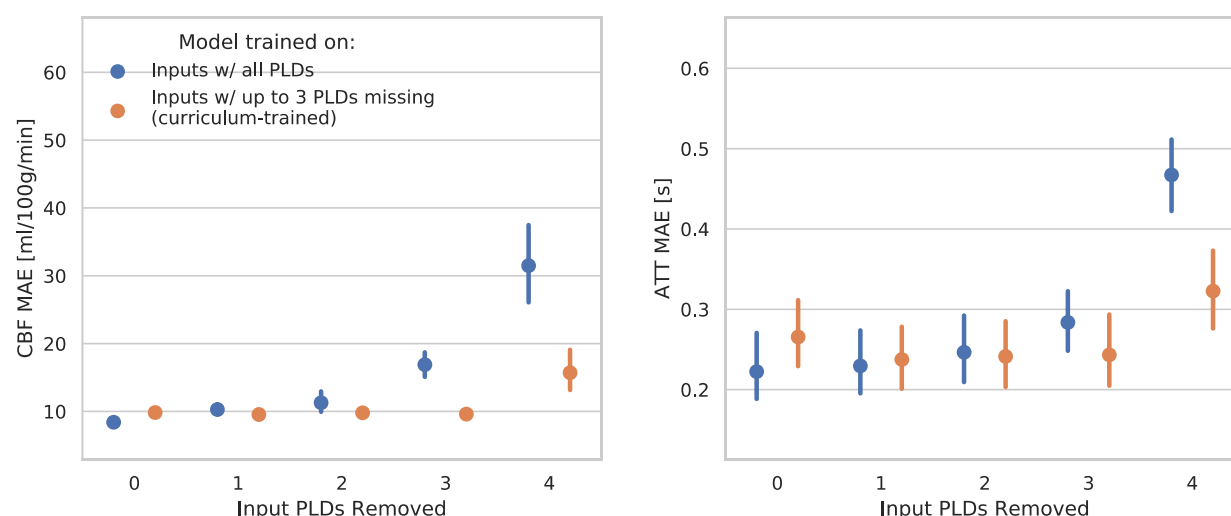 Model trained on:
Inputs w/ all PLDs
Inputs w/ up to 3 PLDs missing
(curriculum-trained)
CBF MAE [ml/100g/min]
60
50
40
30
20
10
0 1 2 3 4
Input PLDs Removed
ATT MAE [s]
0.6
0.5
0.4
0.3
0.2
0 1 2 3 4
Input PLDs Removed